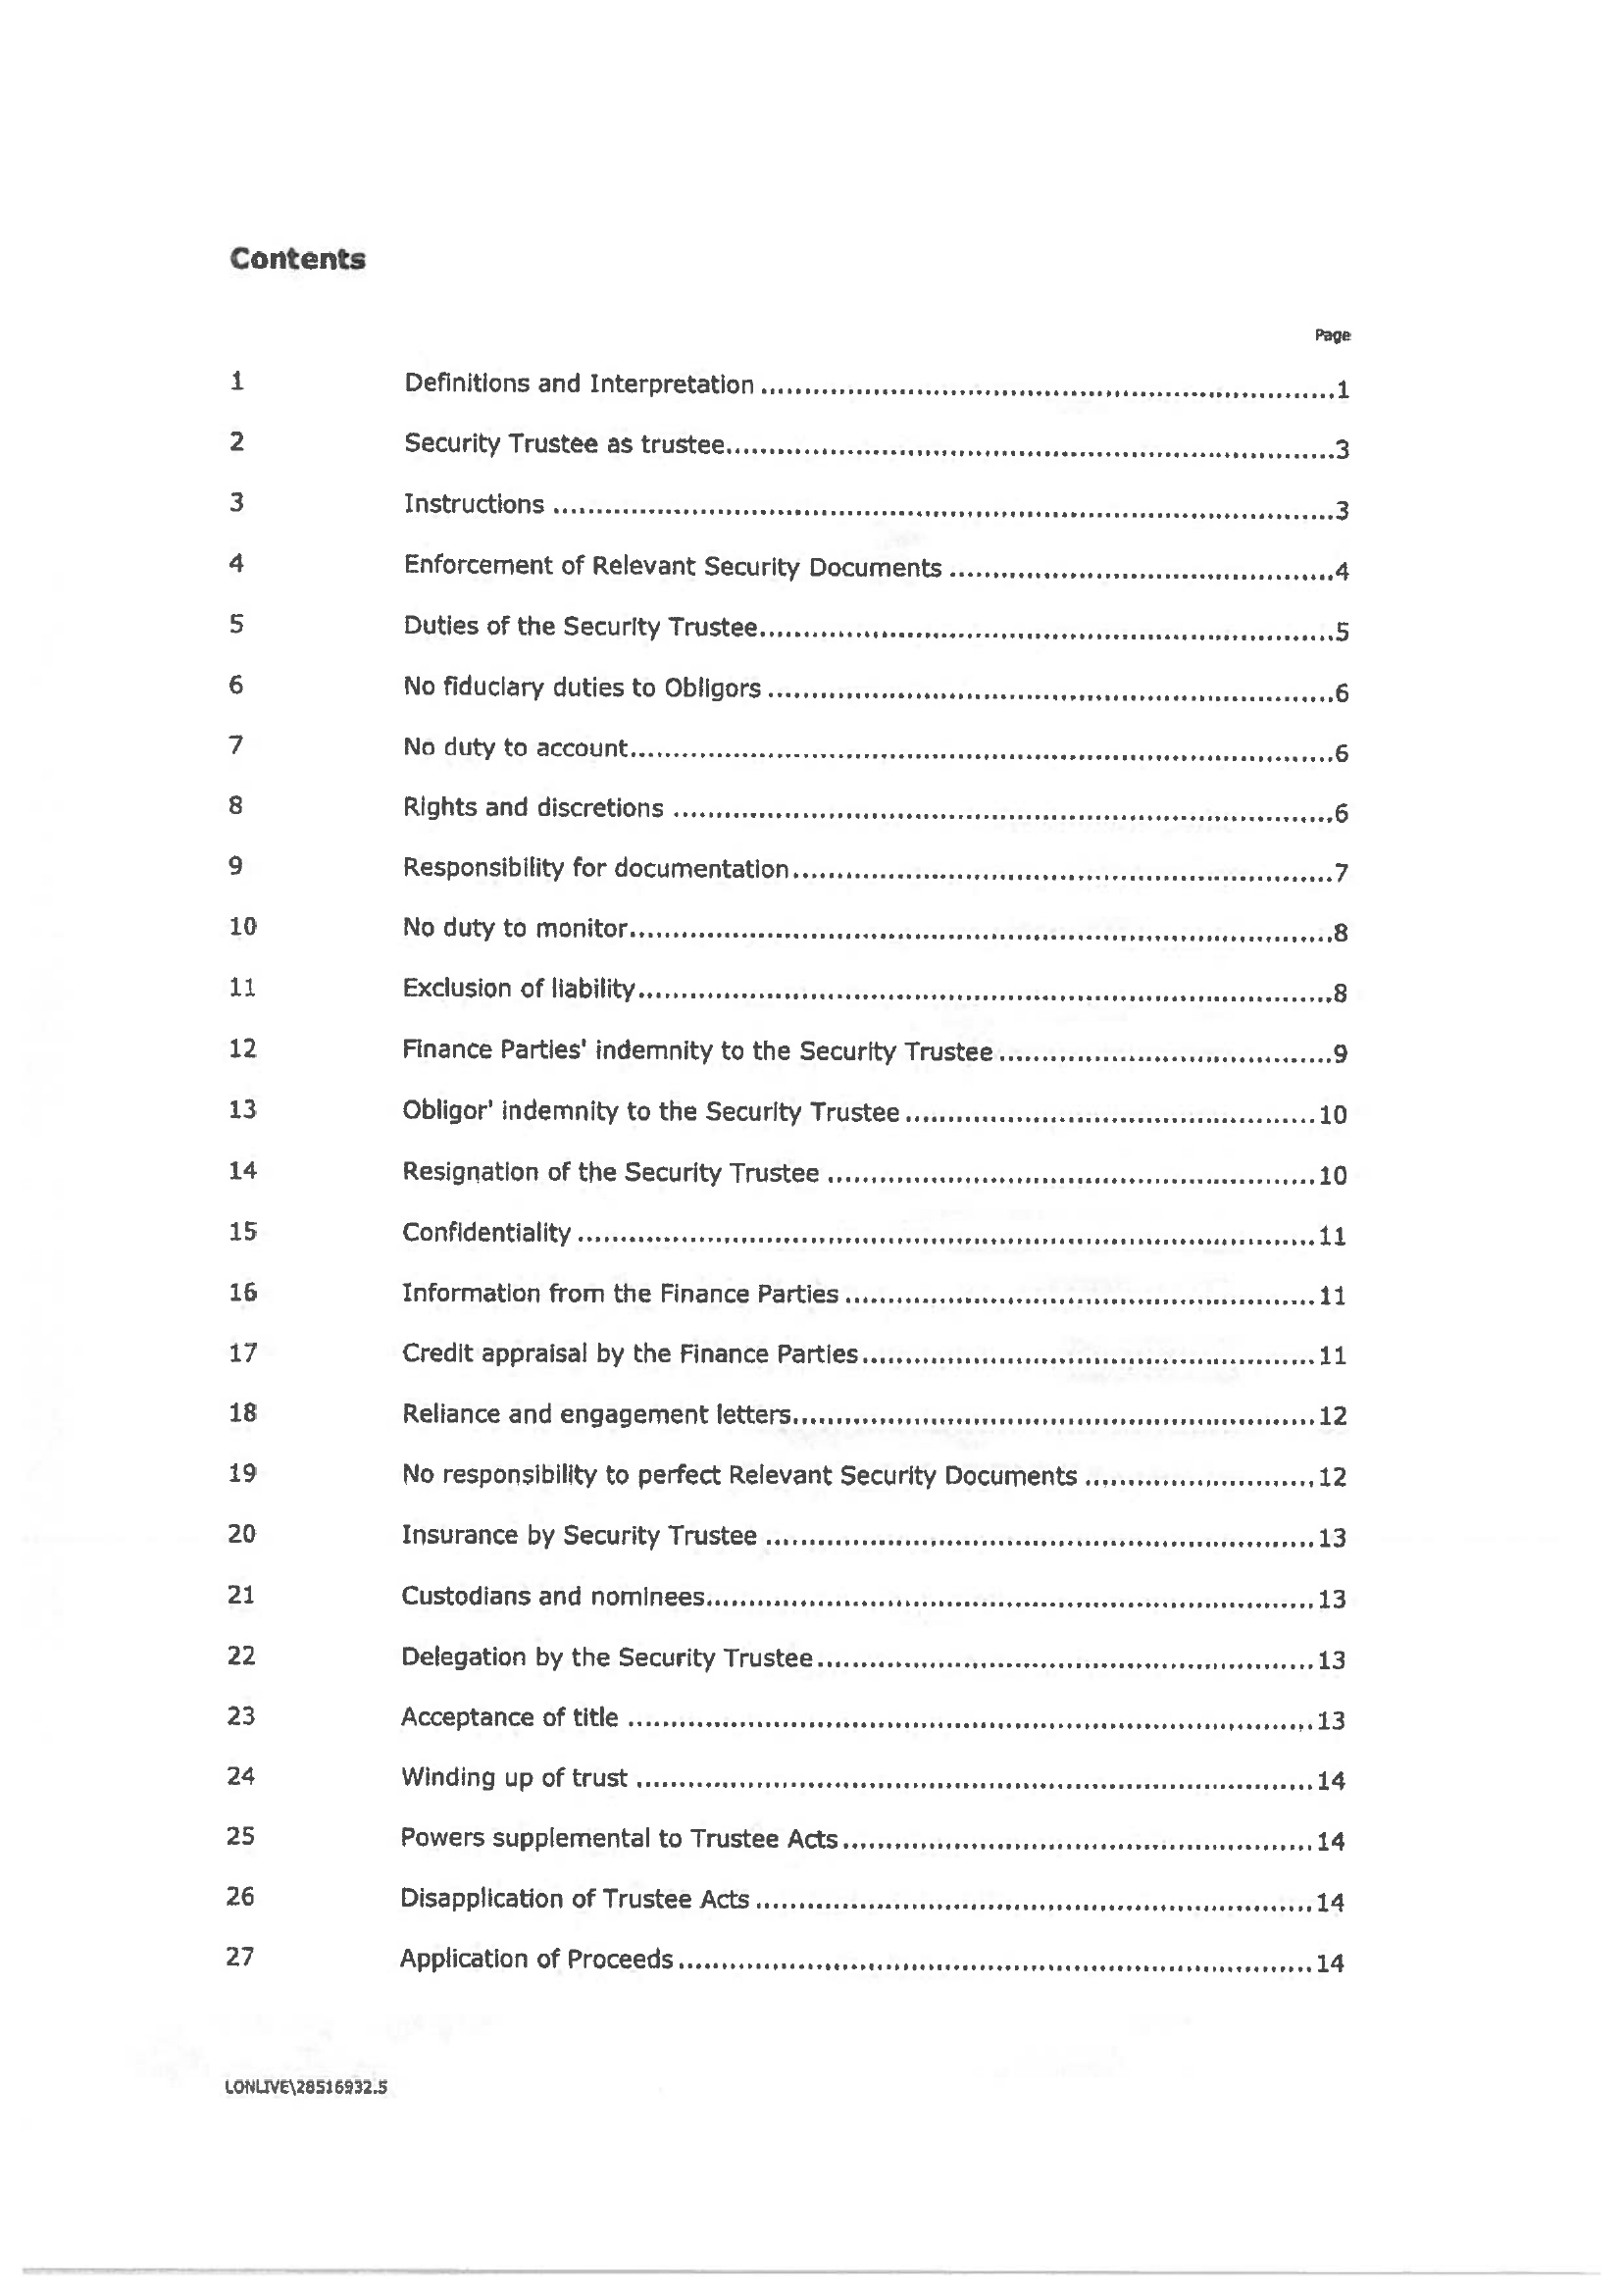 Contents
Page
1 Definitions and Interpretation ........................................................................1
2 Security Trustee as trustee........................................................................3
3 Instructions ........................................................................3
4 Enforcement of Relevant Security Documents ........................................................................4
5 Duties of the Security Trustee........................................................................5
6 No fiduciary duties to Obligors ........................................................................6
7 No duty to account........................................................................6
8 Rights and discretions ........................................................................6
9 Responsibility for documentation........................................................................7
10 No duty to monitor........................................................................8
11 Exclusion of liability........................................................................8
12 Finance Parties' indemnity to the Security Trustee........................................................................9
13 Obligor' indemnity to the Security Trustee........................................................................10
14 Resignation of the Security Trustee ........................................................................10
15 Confidentiality........................................................................11
16 Information from the Finance Parties ........................................................................11
17 Credit appraisal by the Finance Parties........................................................................11
18 Reliance and engagement letters........................................................................12
19 No responsibility to perfect Relevant Security Documents ........................................................................12
20 Insurance by Security Trustee ........................................................................13
21 Custodians and nominees........................................................................13
22 Delegation by the Security Trustee........................................................................13
23 Acceptance of title ........................................................................13
24 Winding up of trust ........................................................................14
25 Powers supplemental to Trustee Acts........................................................................14
26 Disapplication of Trustee Acts ........................................................................14
27 Application of Proceeds........................................................................14
LONLIVE\28516932.5